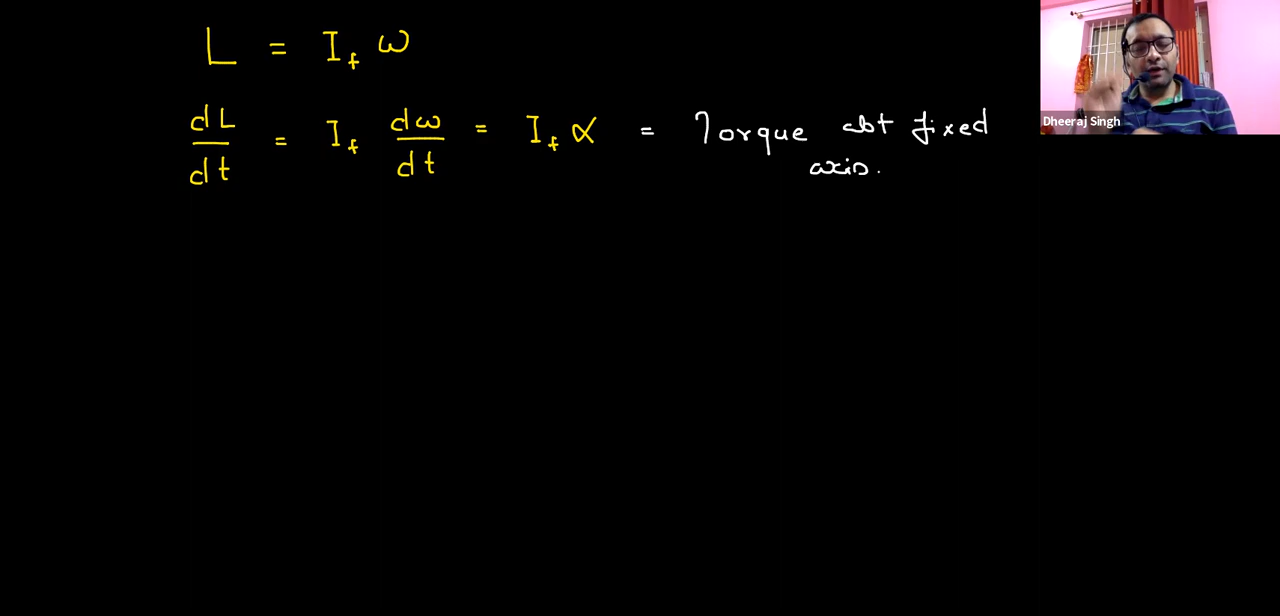 L = I_f ω
dL/dt = I_f dω/dt = I_f α = Torque abt fixed
axis.
Dheeraj Singh